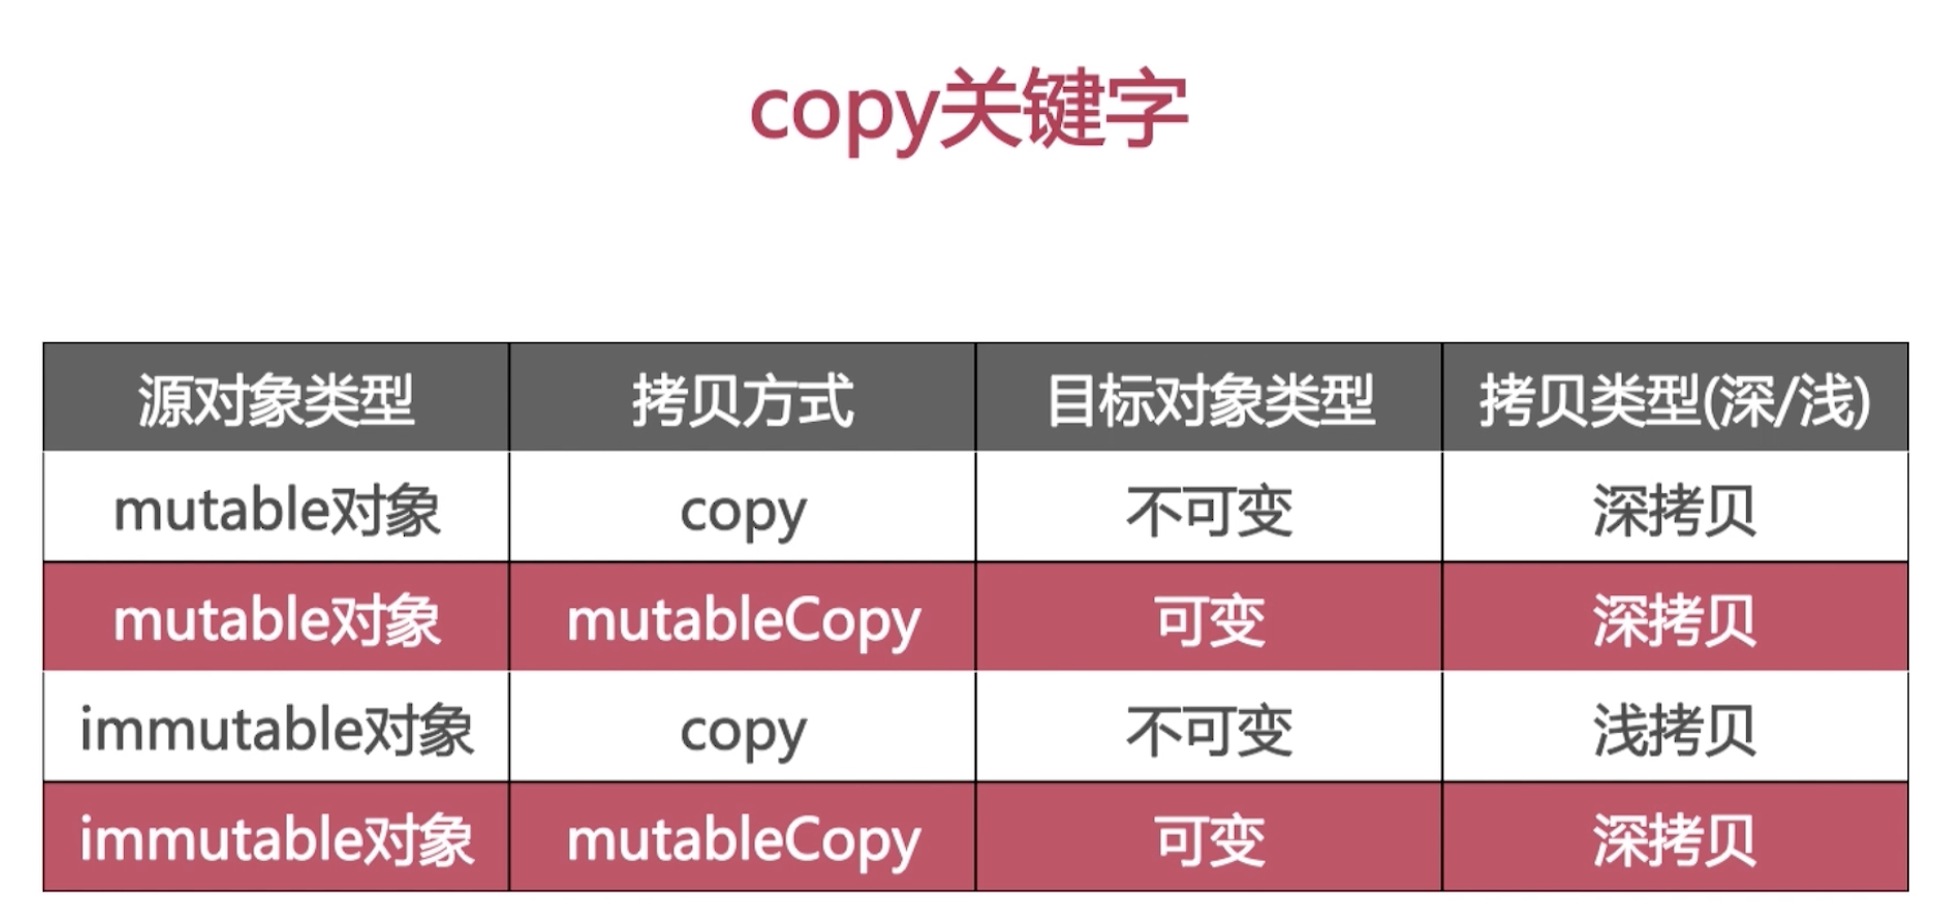 copy关键字
源对象类型 拷贝方式 目标对象类型 拷贝类型(深/浅)
mutable对象 copy 不可变 深拷贝
mutable对象 mutableCopy 可变 深拷贝
immutable对象 copy 不可变 浅拷贝
immutable对象 mutableCopy 可变 深拷贝